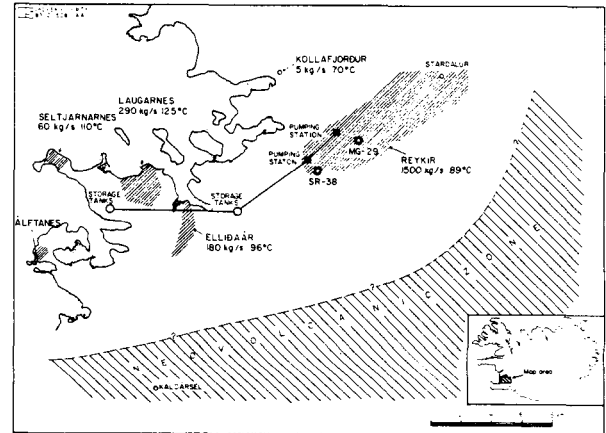 KOLLAFJORÐUR
5 kg/s 70°C
STARDALUR
LAUGARNES
290 kg/s 125°C
SELTJARNARNES
60 kg/s 110°C
PUMPING
STATION
MG-29
PUMPING
STATION
SR-38
REYKIR
1500 kg/s 89°C
STORAGE
TANKS
STORAGE
TANKS
ÁLFTANES
ELLIÐAÁR
180 kg/s 96°C
NEOVOLCANIC ZONE
KALDARSEL
Map area